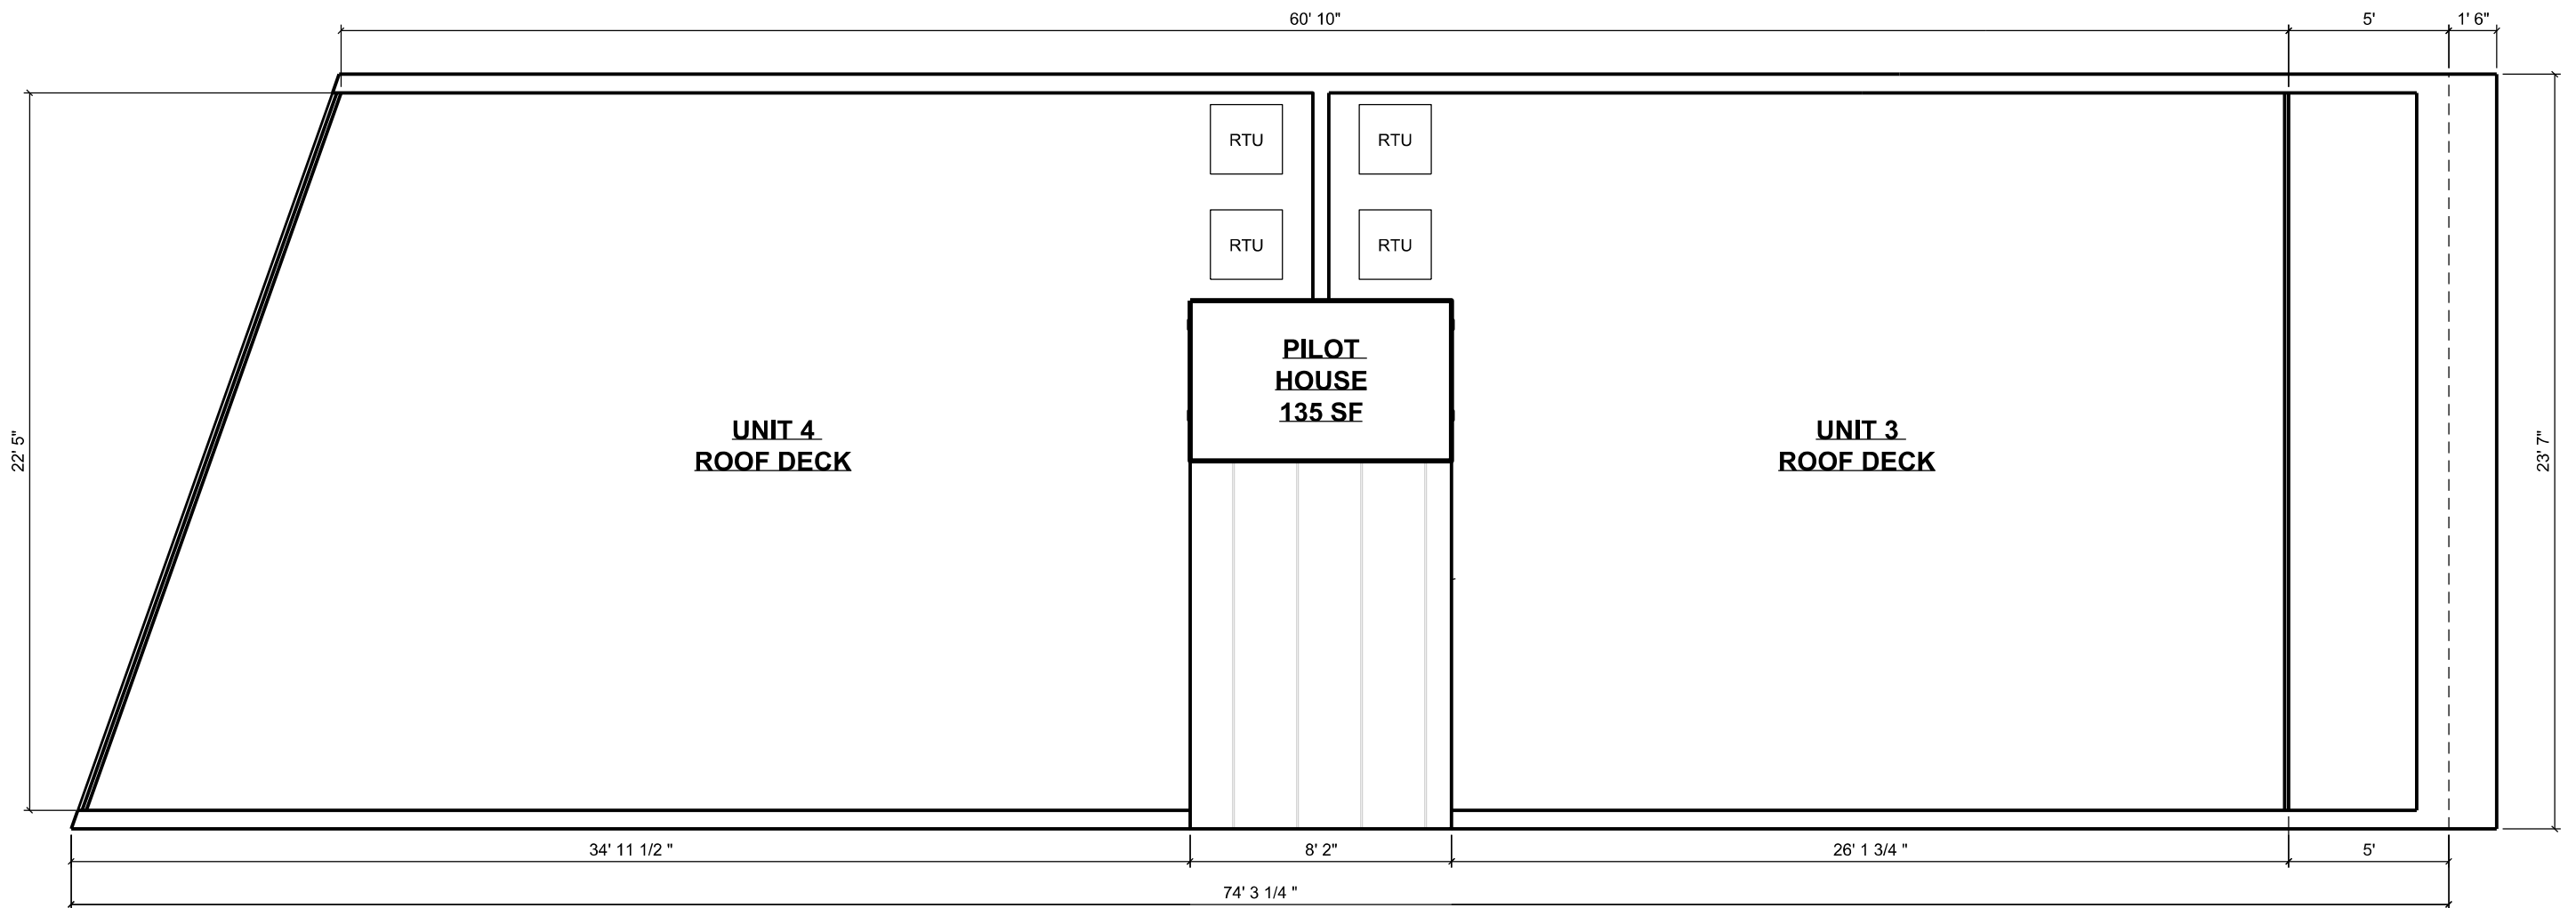 60' 10"
5'
1' 6"
RTU
RTU
RTU
RTU
PILOT
HOUSE
135 SF
UNIT 4
ROOF DECK
UNIT 3
ROOF DECK
22' 5"
23' 7"
34' 11 1/2 "
8' 2"
26' 1 3/4 "
5'
74' 3 1/4 "